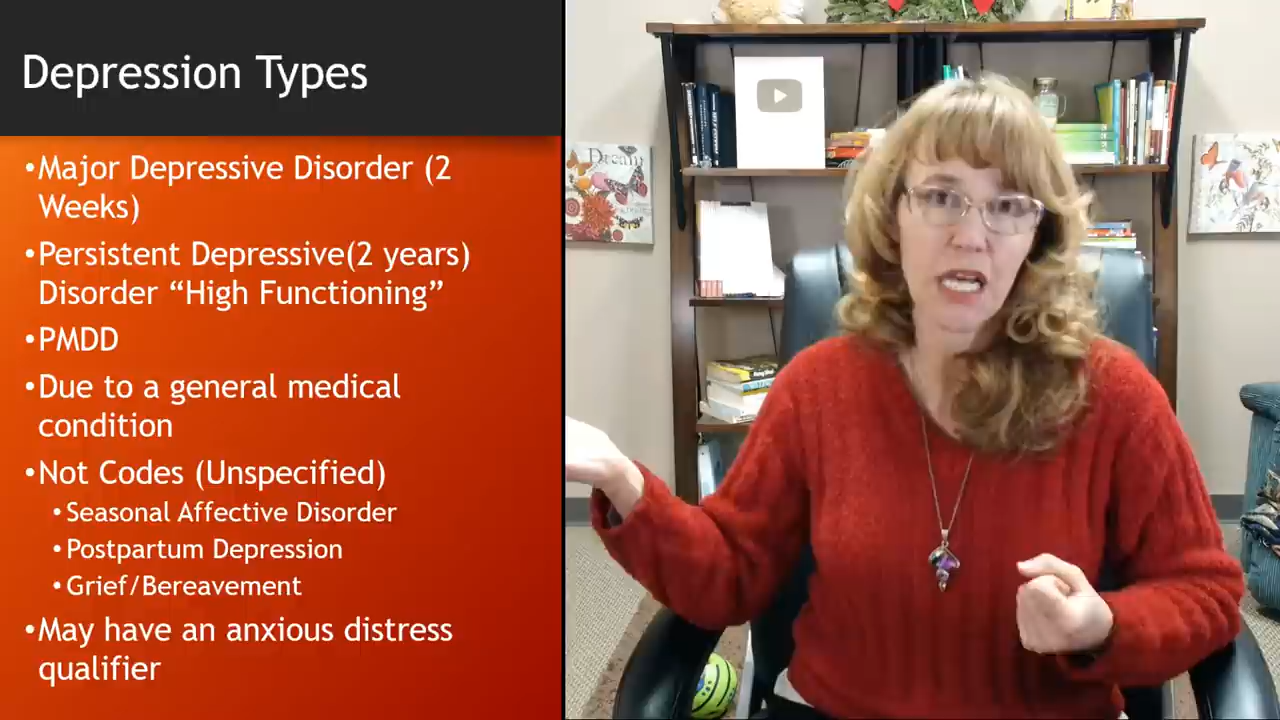 Depression Types
•Major Depressive Disorder (2
Weeks)
•Persistent Depressive(2 years)
Disorder “High Functioning”
•PMDD
•Due to a general medical
condition
•Not Codes (Unspecified)
•Seasonal Affective Disorder
•Postpartum Depression
•Grief/Bereavement
•May have an anxious distress
qualifier
Dream